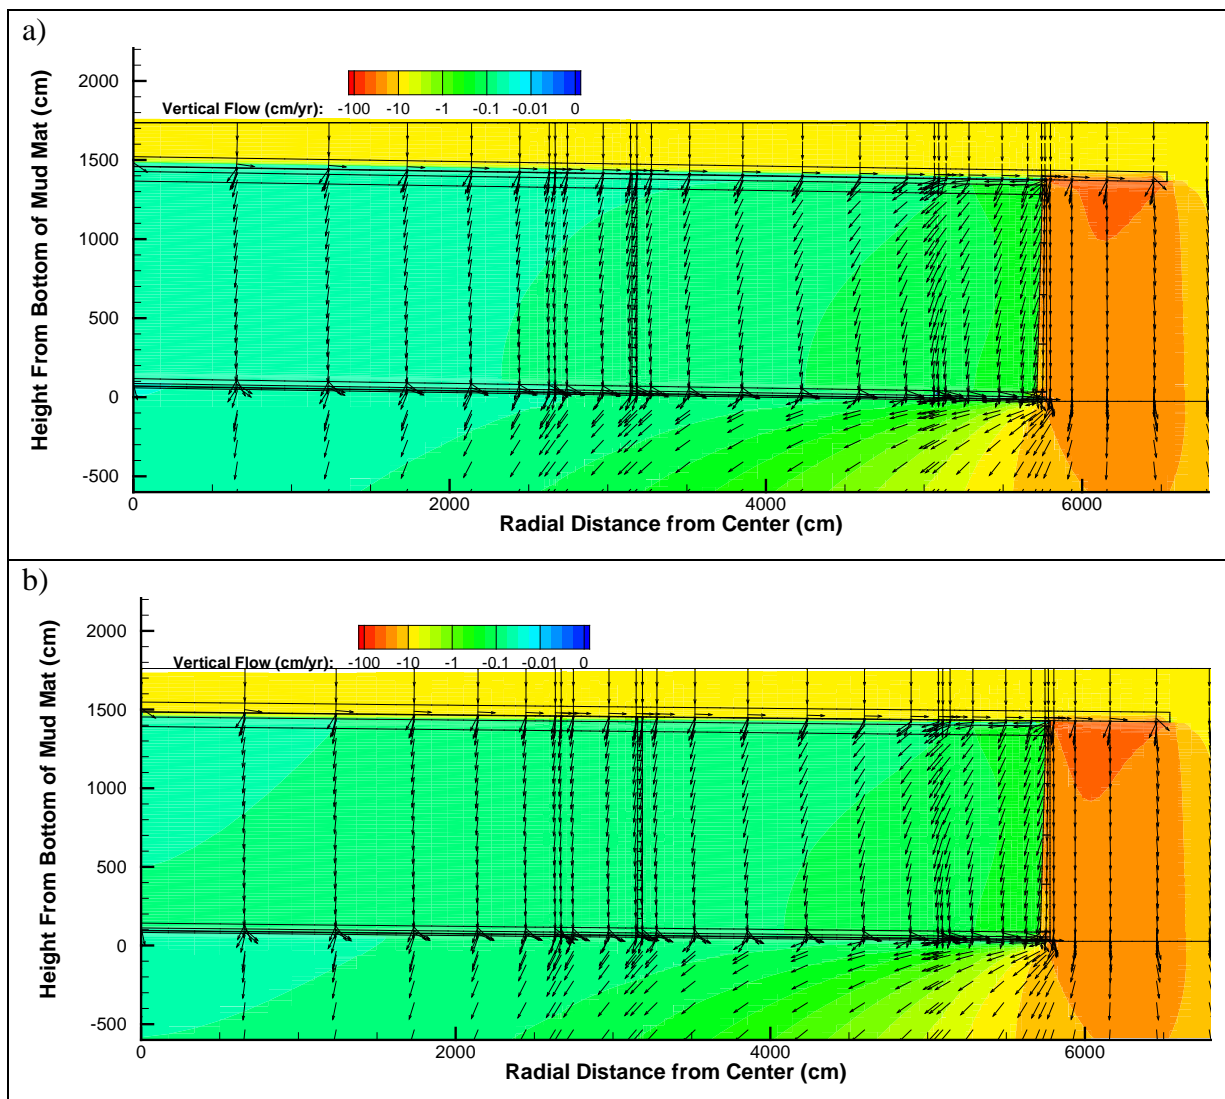 a)
2000
1500
1000
500
0
-500
Height From Bottom of Mud Mat (cm)
Vertical Flow (cm/yr): -100 -10 -1 -0.1 -0.01 0
0 2000 4000 6000
Radial Distance from Center (cm)
b)
2000
1500
1000
500
0
-500
Height From Bottom of Mud Mat (cm)
Vertical Flow (cm/yr): -100 -10 -1 -0.1 -0.01 0
0 2000 4000 6000
Radial Distance from Center (cm)